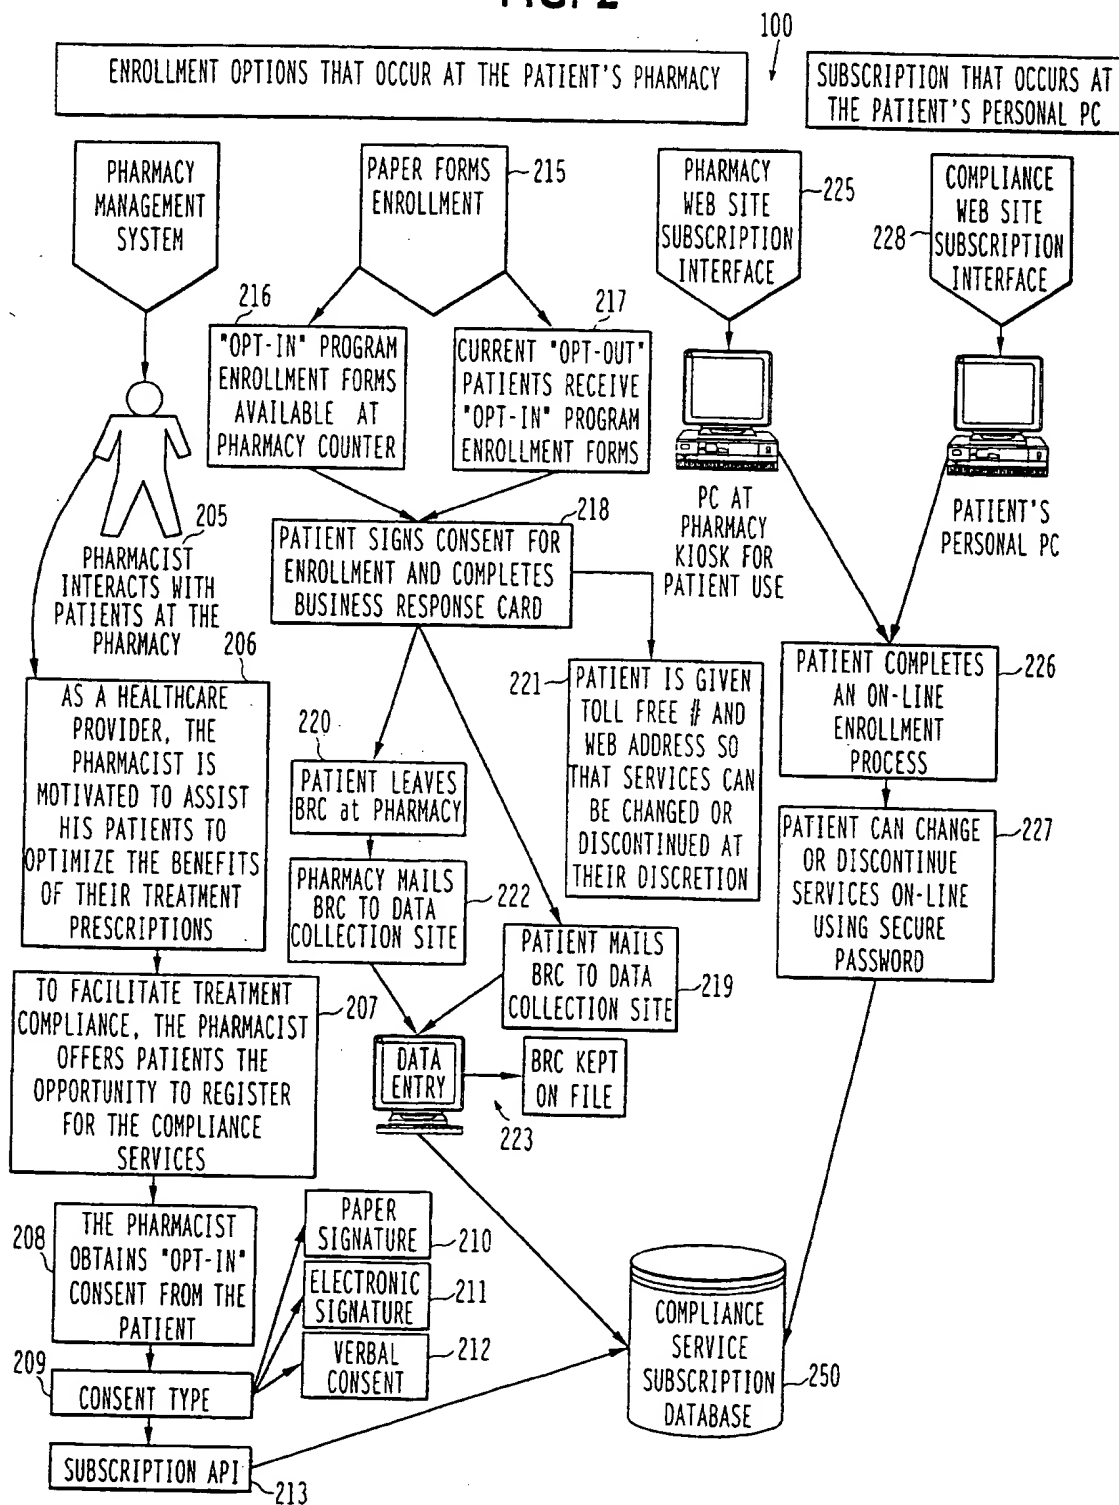 FIG. 2
100
ENROLLMENT OPTIONS THAT OCCUR AT THE PATIENT'S PHARMACY
SUBSCRIPTION THAT OCCURS AT
THE PATIENT'S PERSONAL PC
PHARMACY
MANAGEMENT
SYSTEM
PAPER FORMS
ENROLLMENT
215
PHARMACY
WEB SITE
SUBSCRIPTION
INTERFACE
225
COMPLIANCE
WEB SITE
SUBSCRIPTION
INTERFACE
228
216
"OPT-IN" PROGRAM
ENROLLMENT FORMS
AVAILABLE AT
PHARMACY COUNTER
217
CURRENT "OPT-OUT"
PATIENTS RECEIVE
"OPT-IN" PROGRAM
ENROLLMENT FORMS
PC AT
PHARMACY
KIOSK FOR
PATIENT USE
PATIENT'S
PERSONAL PC
205
PHARMACIST
INTERACTS WITH
PATIENTS AT THE
PHARMACY
218
PATIENT SIGNS CONSENT FOR
ENROLLMENT AND COMPLETES
BUSINESS RESPONSE CARD
206
AS A HEALTHCARE
PROVIDER, THE
PHARMACIST IS
MOTIVATED TO ASSIST
HIS PATIENTS TO
OPTIMIZE THE BENEFITS
OF THEIR TREATMENT
PRESCRIPTIONS
220
PATIENT LEAVES
BRC at PHARMACY
221
PATIENT IS GIVEN
TOLL FREE # AND
WEB ADDRESS SO
THAT SERVICES CAN
BE CHANGED OR
DISCONTINUED AT
THEIR DISCRETION
PATIENT COMPLETES
AN ON-LINE
ENROLLMENT
PROCESS
226
PATIENT CAN CHANGE
OR DISCONTINUE
SERVICES ON-LINE
USING SECURE
PASSWORD
227
PHARMACY MAILS
BRC TO DATA
COLLECTION SITE
222
PATIENT MAILS
BRC TO DATA
COLLECTION SITE
219
TO FACILITATE TREATMENT
COMPLIANCE, THE PHARMACIST
OFFERS PATIENTS THE
OPPORTUNITY TO REGISTER
FOR THE COMPLIANCE
SERVICES
207
DATA
ENTRY
BRC KEPT
ON FILE
223
208
THE PHARMACIST
OBTAINS "OPT-IN"
CONSENT FROM THE
PATIENT
PAPER
SIGNATURE
210
ELECTRONIC
SIGNATURE
211
VERBAL
CONSENT
212
209
CONSENT TYPE
SUBSCRIPTION API
213
COMPLIANCE
SERVICE
SUBSCRIPTION
DATABASE
250